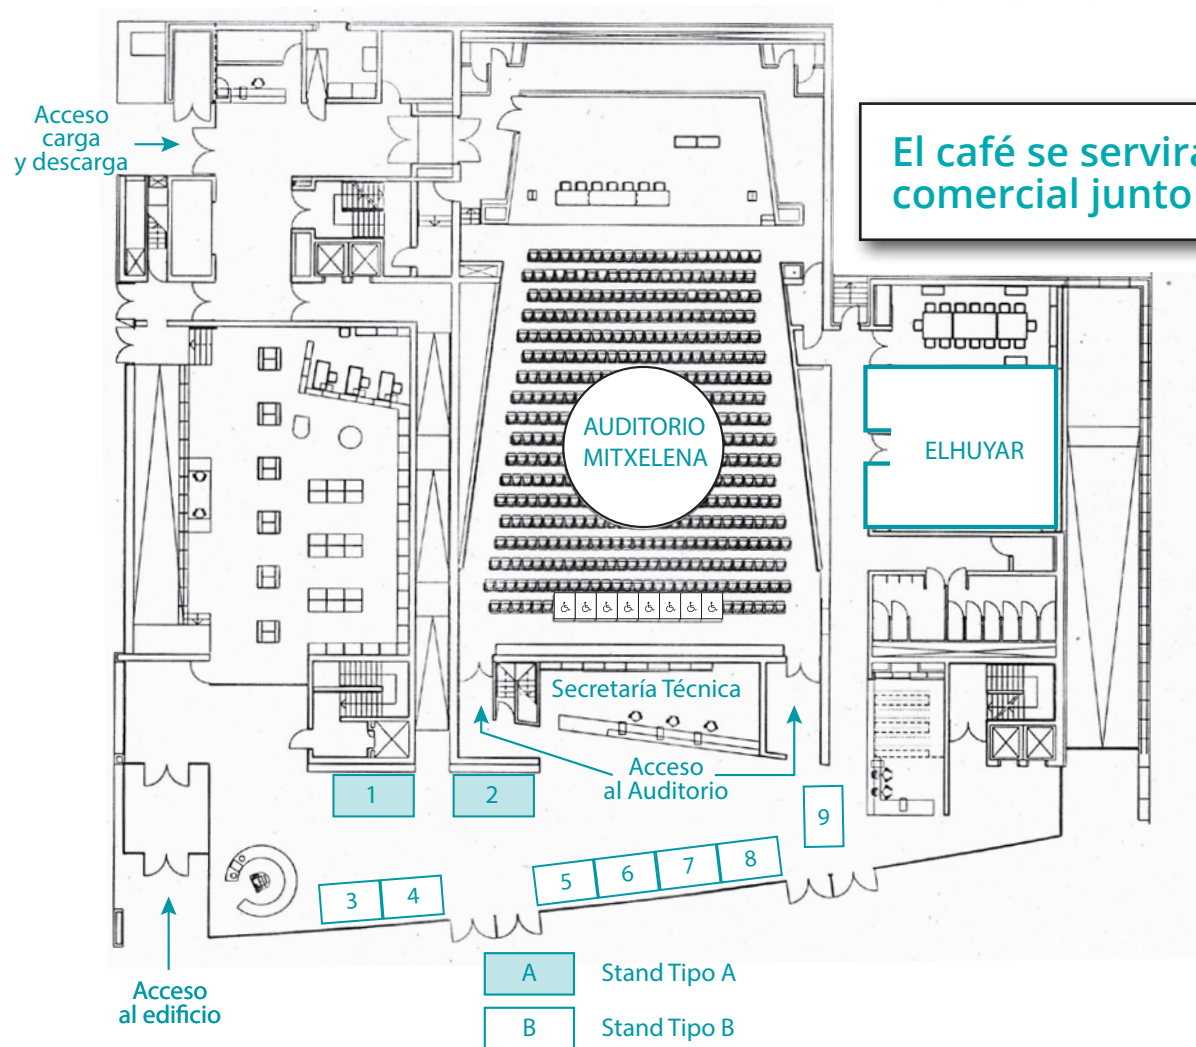 Acceso
carga
y descarga
El café se servirá
comercial junto
AUDITORIO
MITXELENA
ELHUYAR
Secretaría Técnica
Acceso
al Auditorio
1
2
3
4
5
6
7
8
9
Acceso
al edificio
A Stand Tipo A
B Stand Tipo B